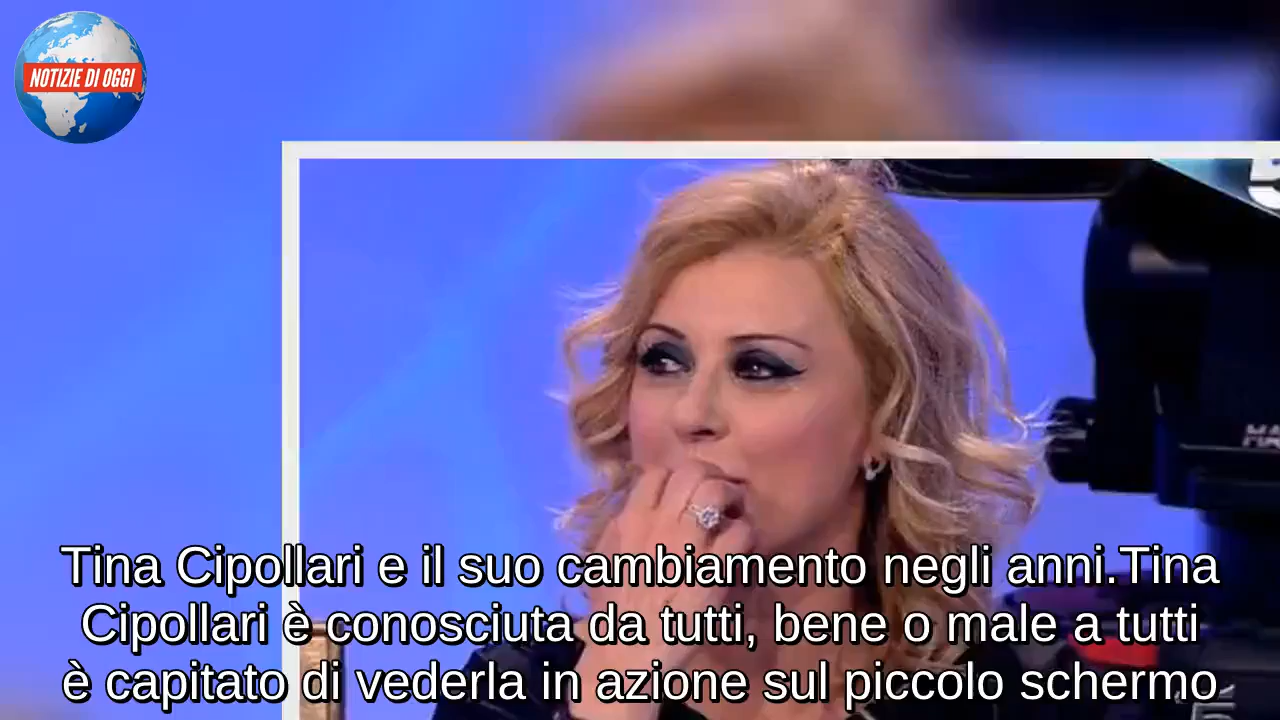 NOTIZIE DI OGGI
5
Tina Cipollari e il suo cambiamento negli anni.Tina
Cipollari è conosciuta da tutti, bene o male a tutti
è capitato di vederla in azione sul piccolo schermo